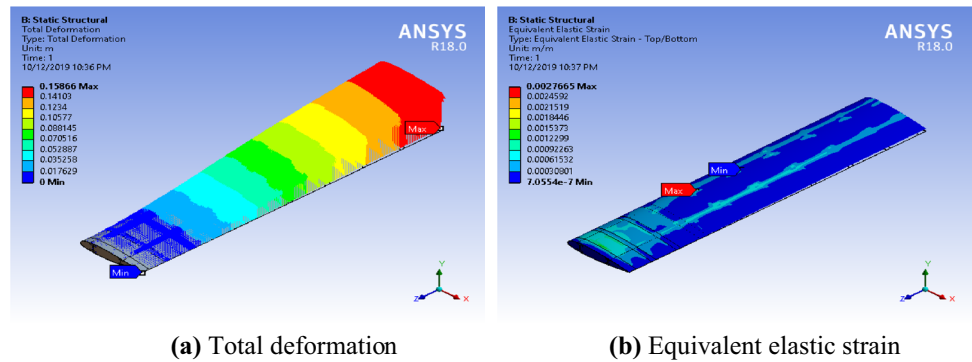 B: Static Structural
Total Deformation
Type: Total Deformation
Unit: m
Time: 1
10/12/2019 10:36 PM
0.15866 Max
0.14103
0.1234
0.10577
0.088145
0.070516
0.052887
0.035258
0.017629
0 Min
ANSYS
R18.0
Max
Min
Y
Z
X
(a) Total deformation
B: Static Structural
Equivalent Elastic Strain
Type: Equivalent Elastic Strain - Top/Bottom
Unit: m/m
Time: 1
10/12/2019 10:37 PM
0.0027665 Max
0.0024592
0.0021519
0.0018446
0.0015373
0.0012299
0.00092263
0.00061532
0.00030801
7.0554e-7 Min
ANSYS
R18.0
Min
Max
Y
Z
X
(b) Equivalent elastic strain